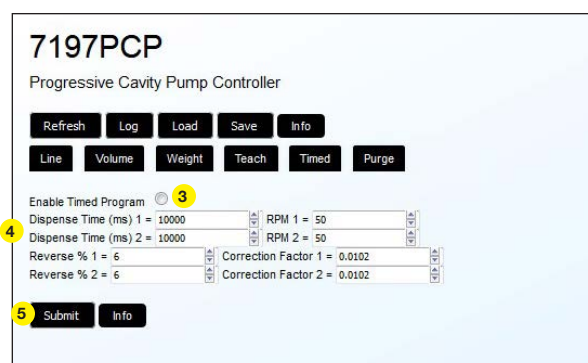 7197PCP
Progressive Cavity Pump Controller
Refresh Log Load Save Info
Line Volume Weight Teach Timed Purge
Enable Timed Program 3
Dispense Time (ms) 1 = 10000 RPM 1 = 50
4
Dispense Time (ms) 2 = 10000 RPM 2 = 50
Reverse % 1 = 6 Correction Factor 1 = 0.0102
Reverse % 2 = 6 Correction Factor 2 = 0.0102
5 Submit Info